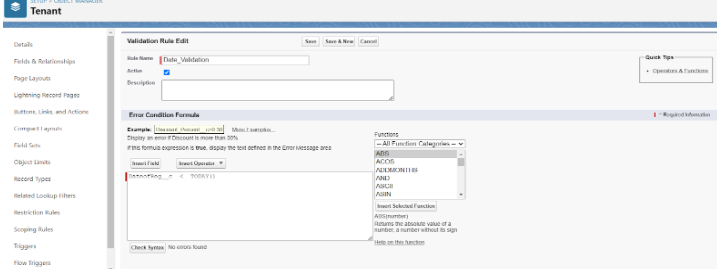 SETUP > OBJECT MANAGER
Tenant
Details
Fields & Relationships
Page Layouts
Lightning Record Pages
Buttons, Links, and Actions
Compact Layouts
Field Sets
Object Limits
Record Types
Related Lookup Filters
Restriction Rules
Scoping Rules
Triggers
Flow Triggers
Validation Rule Edit
Save
Save & New
Cancel
Rule Name
Date_Validation
Active
Description
Quick Tips
• Operators & Functions
Error Condition Formula
= Required Information
Example: Discount_Percent__c>0.30 More Examples...
Display an error if Discount is more than 30%
If this formula expression is true, display the text defined in the Error Message area
Insert Field
Insert Operator ▼
DateofReg__c < TODAY()
Functions
-- All Function Categories --
ABS
ACOS
ADDMONTHS
AND
ASCII
ASIN
Insert Selected Function
ABS(number)
Returns the absolute value of a
number, a number without its sign
Help on this function
Check Syntax
No errors found